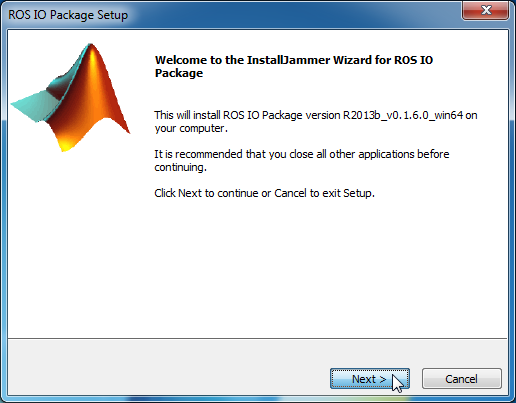 ROS IO Package Setup
Welcome to the InstallJammer Wizard for ROS IO
Package
This will install ROS IO Package version R2013b_v0.1.6.0_win64 on
your computer.
It is recommended that you close all other applications before
continuing.
Click Next to continue or Cancel to exit Setup.
Next >
Cancel